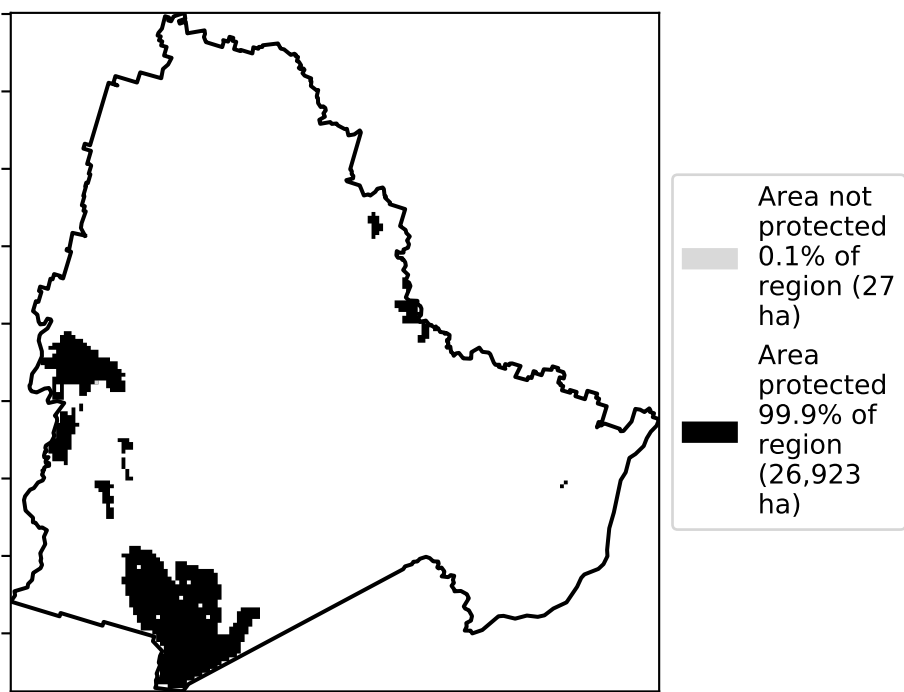 Area not
protected
0.1% of
region (27
ha)
Area
protected
99.9% of
region
(26,923
ha)